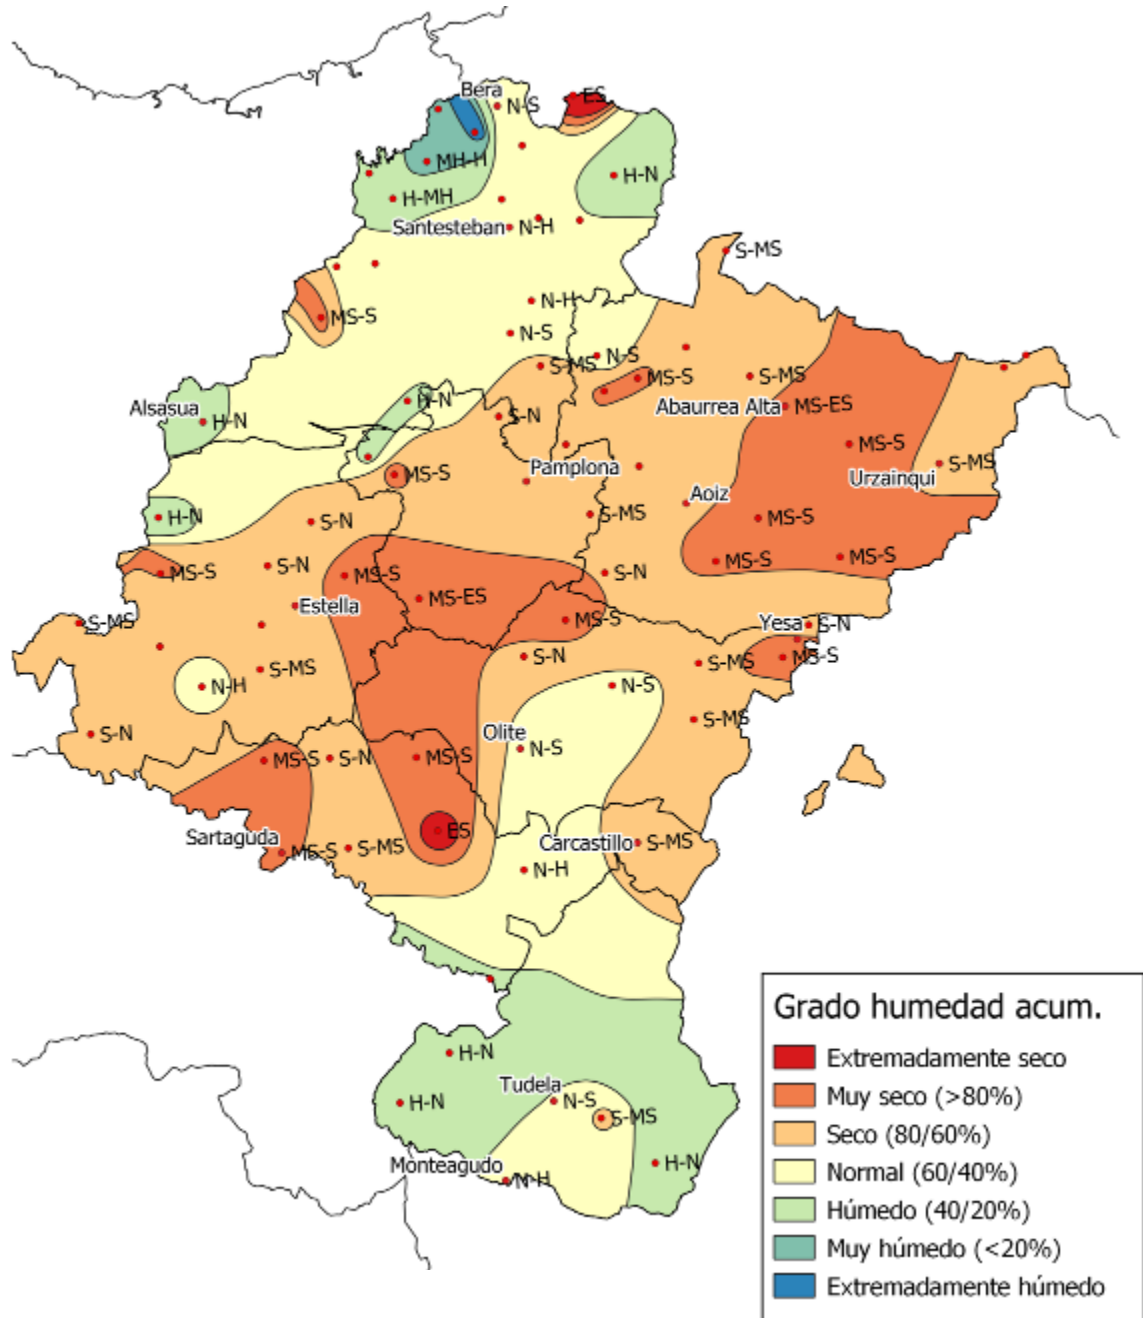 Bera
N-S
ES
MH-H
H-N
H-MH
Santesteban
N-H
S-MS
N-H
MS-S
N-S
N-S
S-MS
MS-S
S-MS
Alsasua
H-N
H-N
S-N
Abaurrea Alta
MS-ES
MS-S
Pamplona
MS-S
Urzainqui
S-MS
Aoiz
H-N
S-N
S-MS
MS-S
MS-S
S-N
MS-S
S-N
MS-S
MS-S
Estella
MS-ES
S-MS
MS-S
Yesa
S-N
S-N
S-MS
MS-S
S-MS
N-H
N-S
S-MS
S-N
Olite
N-S
MS-S
S-N
MS-S
Sartaguda
ES
MS-S
S-MS
Carcastillo
S-MS
N-H
H-N
Tudela
H-N
N-S
S-MS
Monteagudo
N-H
H-N
Grado humedad acum.
Extremadamente seco
Muy seco (>80%)
Seco (80/60%)
Normal (60/40%)
Húmedo (40/20%)
Muy húmedo (<20%)
Extremadamente húmedo